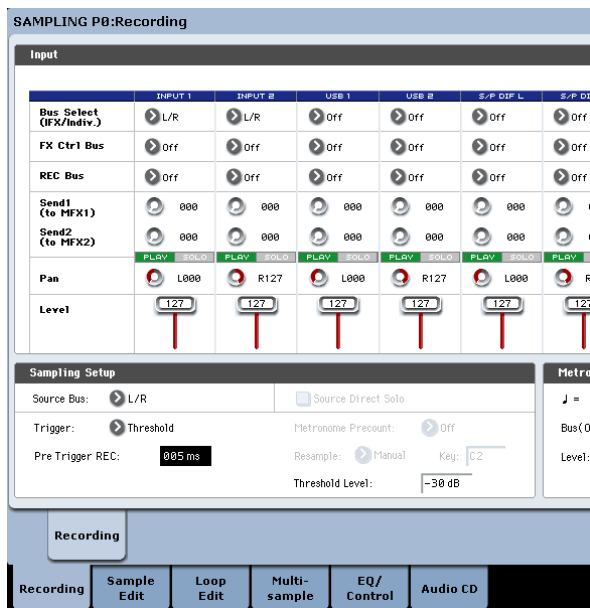 SAMPLING P0:Recording
Input
INPUT 1 INPUT 2 USB 1 USB 2 S/P DIF L S/P DI
Bus Select
(IFX/Indiv.) L/R L/R Off Off Off Off
FX Ctrl Bus Off Off Off Off Off Off
REC Bus Off Off Off Off Off Off
Send1
(to MFX1) 000 000 000 000 000
Send2
(to MFX2) 000 000 000 000 000
PLAY SOLO PLAY SOLO PLAY SOLO PLAY SOLO PLAY SOLO PLAY
Pan L000 R127 L000 R127 L000 R
Level 127 127 127 127 127 127
Sampling Setup Metro
Source Bus: L/R Source Direct Solo ♩ =
Trigger: Threshold Metronome Precount: Off Bus(O
Pre Trigger REC: 005 ms Resample: Manual Key: C2 Level:
Threshold Level: -30 dB
Recording
Recording Sample
Edit Loop
Edit Multi-
sample EQ/
Control Audio CD